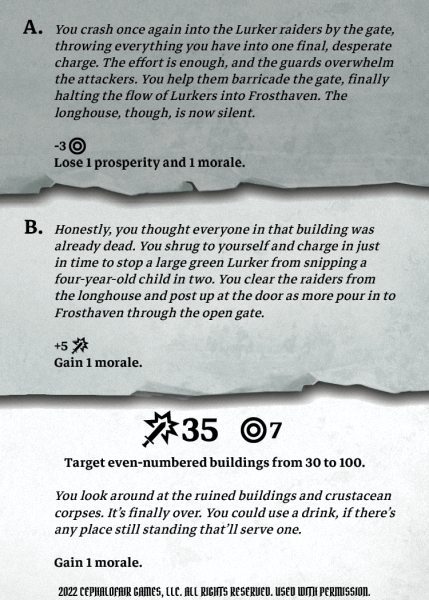 A. You crash once again into the Lurker raiders by the gate,
throwing everything you have into one final, desperate
charge. The effort is enough, and the guards overwhelm
the attackers. You help them barricade the gate, finally
halting the flow of Lurkers into Frosthaven. The
longhouse, though, is now silent.
-3
Lose 1 prosperity and 1 morale.
B. Honestly, you thought everyone in that building was
already dead. You shrug to yourself and charge in just
in time to stop a large green Lurker from snipping a
four-year-old child in two. You clear the raiders from
the longhouse and post up at the door as more pour in to
Frosthaven through the open gate.
+5
Gain 1 morale.
35 7
Target even-numbered buildings from 30 to 100.
You look around at the ruined buildings and crustacean
corpses. It's finally over. You could use a drink, if there's
any place still standing that'll serve one.
Gain 1 morale.
2022 CEPHALOFAIR GAMES, LLC. ALL RIGHTS RESERVED. USED WITH PERMISSION.